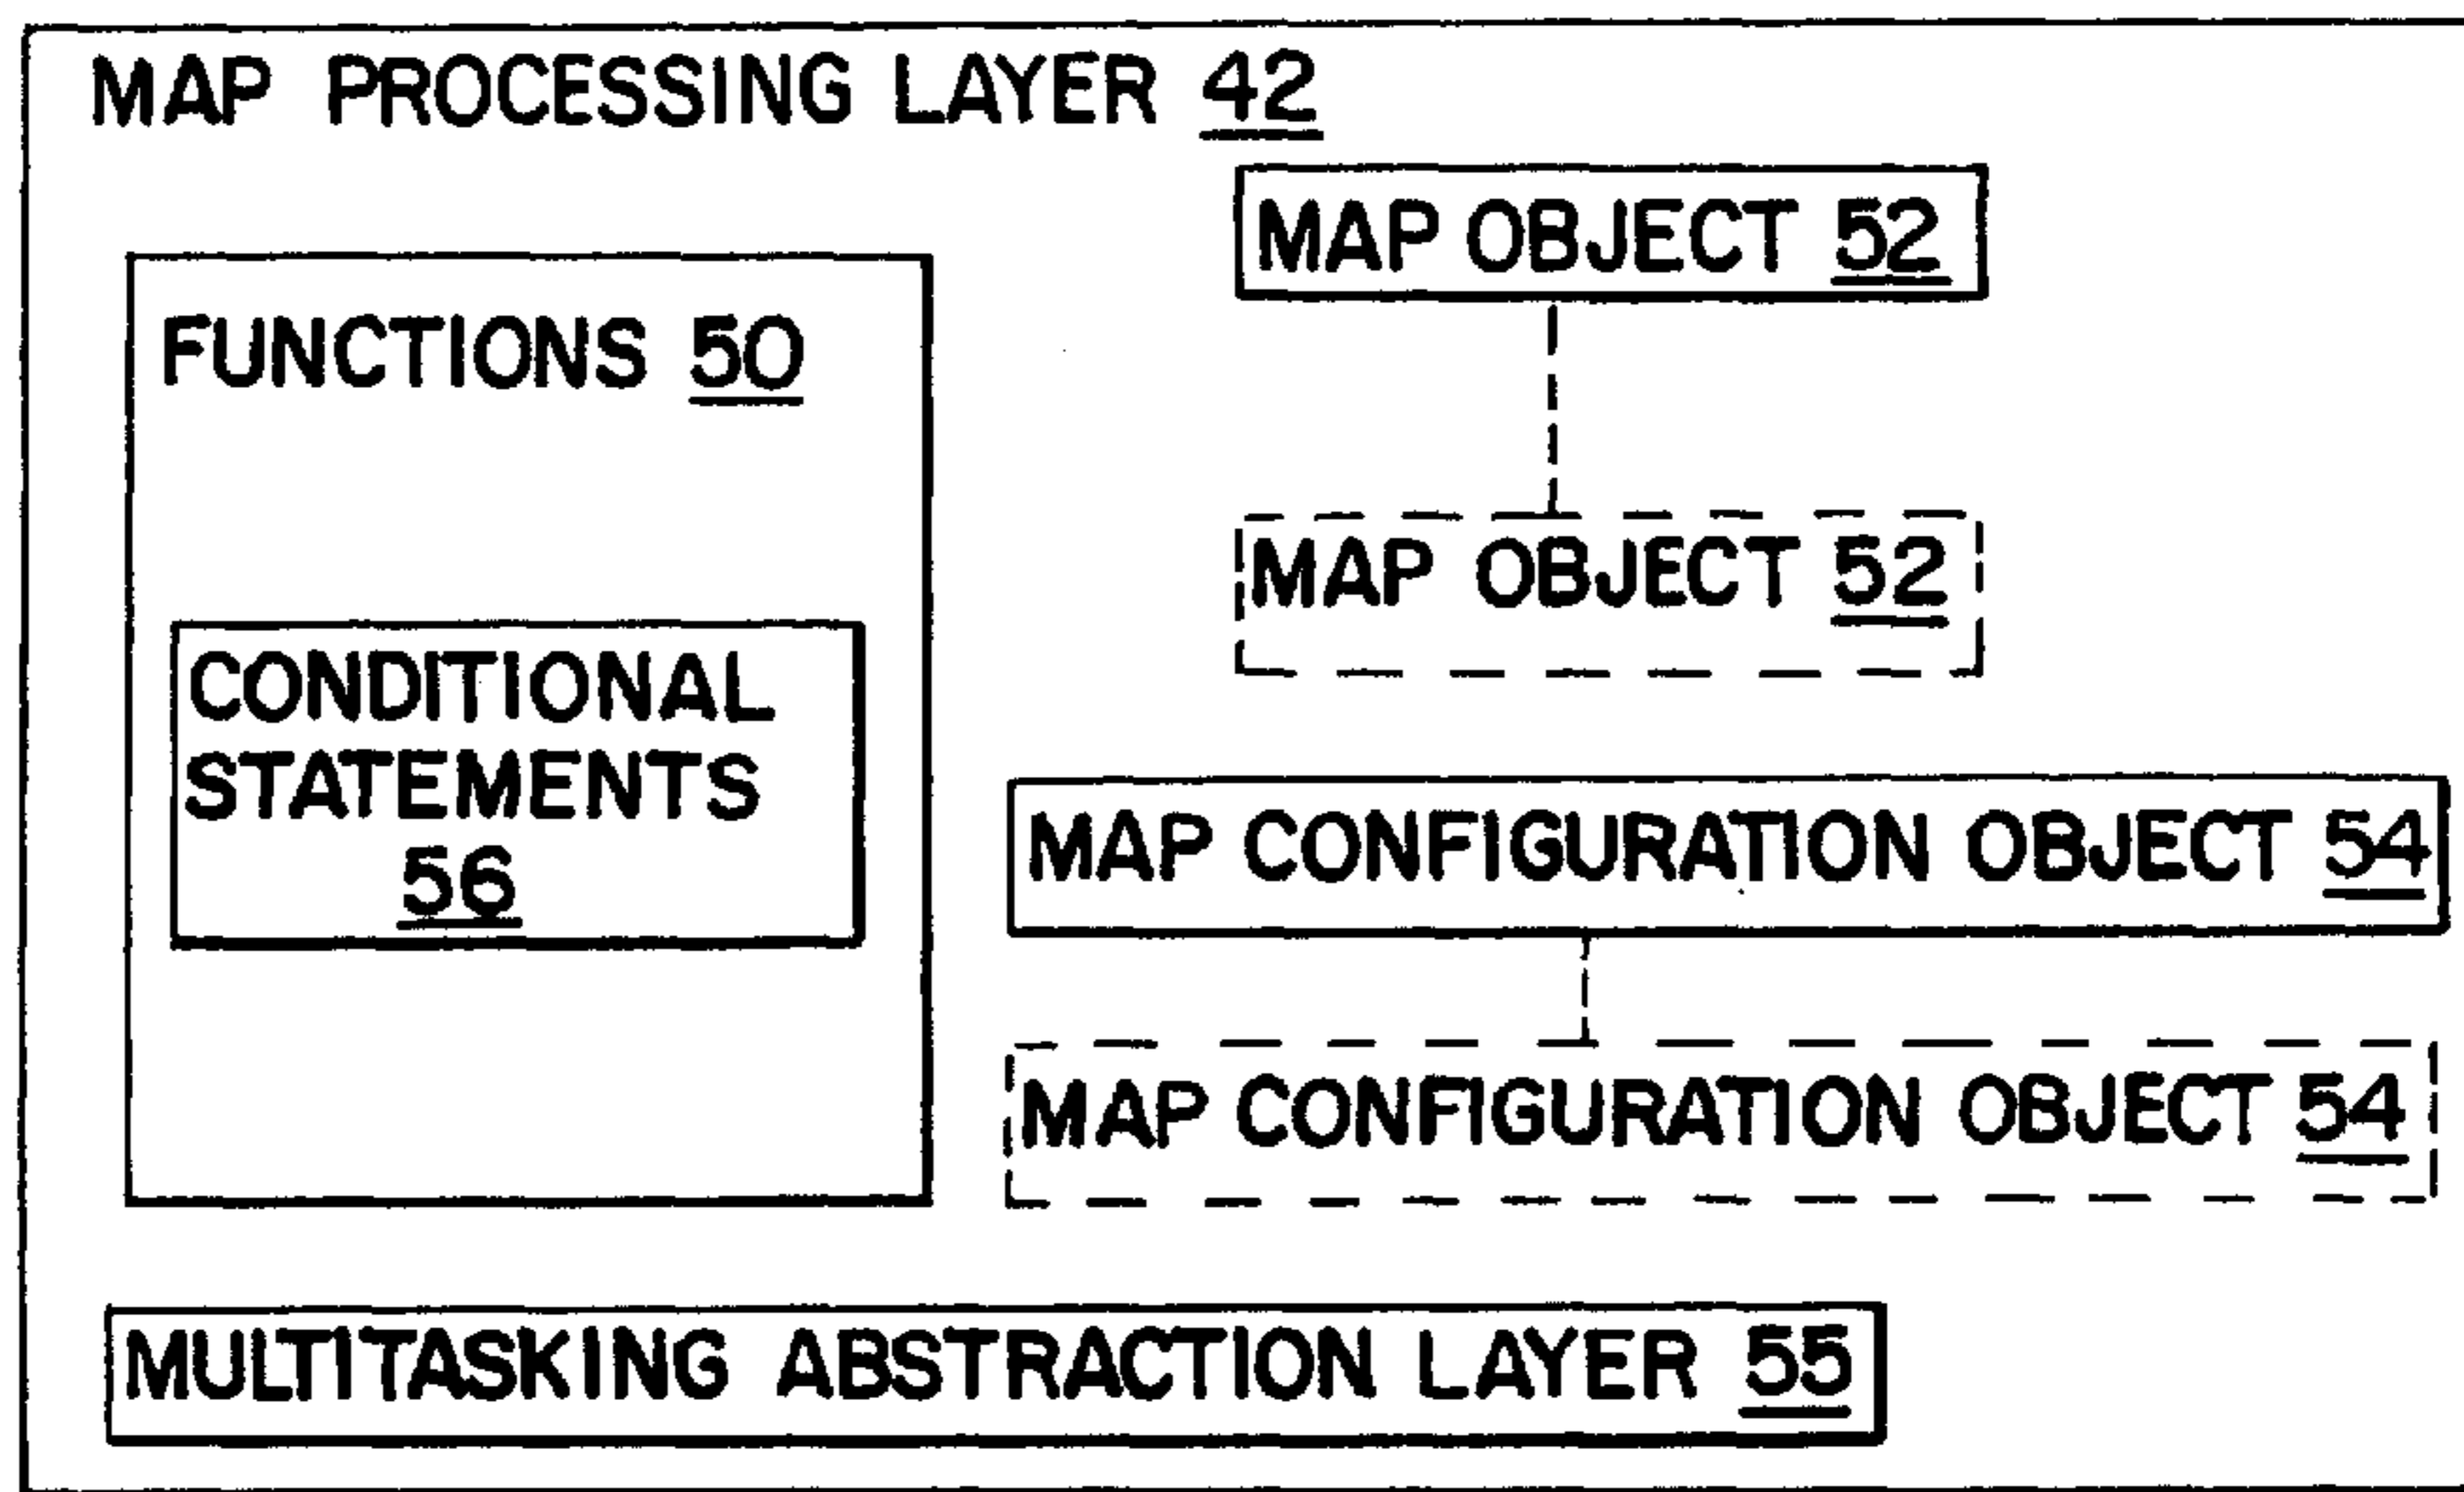 MAP PROCESSING LAYER 42
MAP OBJECT 52
FUNCTIONS 50
MAP OBJECT 52
CONDITIONAL
STATEMENTS
56
MAP CONFIGURATION OBJECT 54
MAP CONFIGURATION OBJECT 54
MULTITASKING ABSTRACTION LAYER 55